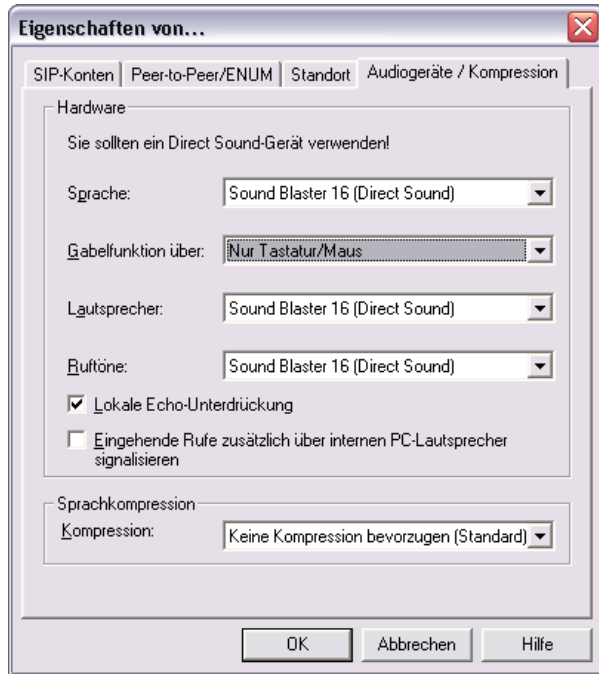 Eigenschaften von...
SIP-Konten Peer-to-Peer/ENUM Standort Audiogeräte / Kompression
Hardware
Sie sollten ein Direct Sound-Gerät verwenden!
Sprache: Sound Blaster 16 (Direct Sound)
Gabelfunktion über: Nur Tastatur/Maus
Lautsprecher: Sound Blaster 16 (Direct Sound)
Ruftöne: Sound Blaster 16 (Direct Sound)
Lokale Echo-Unterdrückung
Eingehende Rufe zusätzlich über internen PC-Lautsprecher
signalisieren
Sprachkompression
Kompression: Keine Kompression bevorzugen (Standard)
OK Abbrechen Hilfe